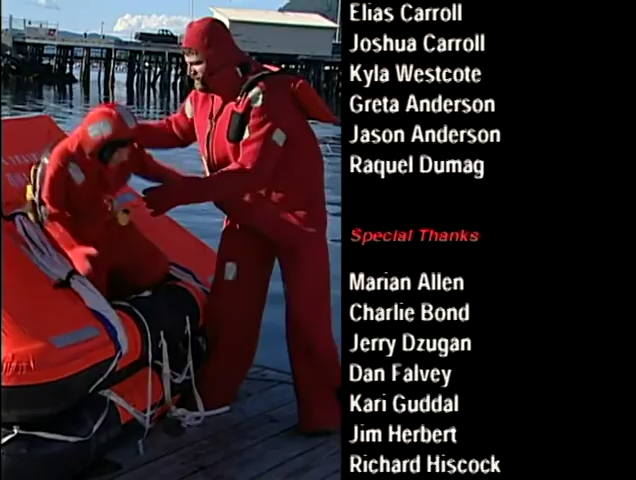 Elias Carroll
Joshua Carroll
Kyla Westcote
Greta Anderson
Jason Anderson
Raquel Dumag
Special Thanks
Marian Allen
Charlie Bond
Jerry Dzugan
Dan Falvey
Kari Guddal
Jim Herbert
Richard Hiscock